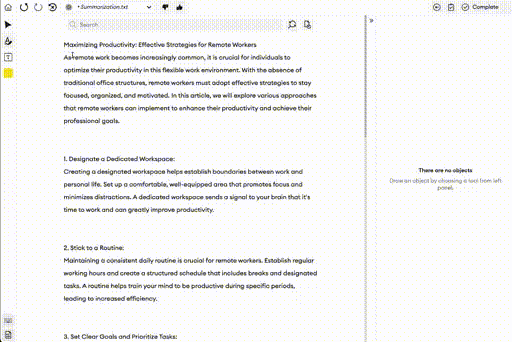 Summarization.txt
Complete
Search
Maximizing Productivity: Effective Strategies for Remote Workers
As remote work becomes increasingly common, it is crucial for individuals to
optimize their productivity in this flexible work environment. With the absence of
traditional office structures, remote workers must adopt effective strategies to stay
focused, organized, and motivated. In this article, we will explore various approaches
that remote workers can implement to enhance their productivity and achieve their
professional goals.
1. Designate a Dedicated Workspace:
Creating a designated workspace helps establish boundaries between work and
personal life. Set up a comfortable, well-equipped area that promotes focus and
minimizes distractions. A dedicated workspace sends a signal to your brain that it's
time to work and can greatly improve productivity.
2. Stick to a Routine:
Maintaining a consistent daily routine is crucial for remote workers. Establish regular
working hours and create a structured schedule that includes breaks and designated
tasks. A routine helps train your mind to be productive during specific periods,
leading to increased efficiency.
3. Set Clear Goals and Prioritize Tasks:
There are no objects
Draw an object by choosing a tool from left
panel.